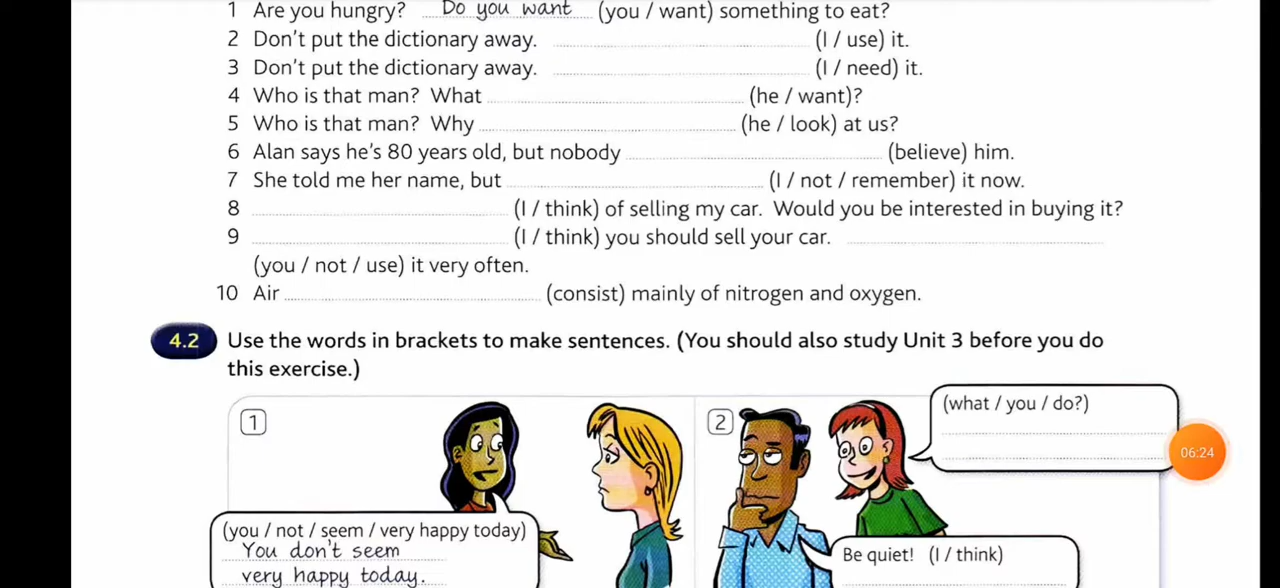 1 Are you hungry? Do you want (you / want) something to eat?
2 Don't put the dictionary away. (I / use) it.
3 Don't put the dictionary away. (I / need) it.
4 Who is that man? What (he / want)?
5 Who is that man? Why (he / look) at us?
6 Alan says he's 80 years old, but nobody (believe) him.
7 She told me her name, but (I / not / remember) it now.
8 (I / think) of selling my car. Would you be interested in buying it?
9 (I / think) you should sell your car.
(you / not / use) it very often.
10 Air (consist) mainly of nitrogen and oxygen.
4.2 Use the words in brackets to make sentences. (You should also study Unit 3 before you do
this exercise.)
1
2
(what / you / do?)
06:24
(you / not / seem / very happy today)
You don't seem
very happy today.
Be quiet! (I / think)